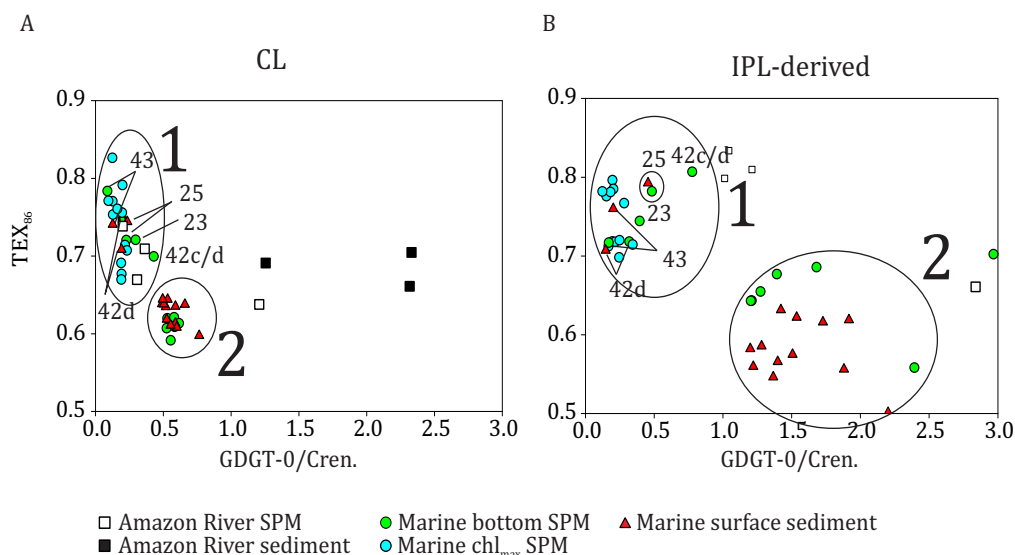 A
B
CL
IPL-derived
0.9
0.8
0.7
0.6
0.5
TEX86
0.0 0.5 1.0 1.5 2.0 2.5 3.0
GDGT-0/Cren.
1
43
25
23
42c/d
42d
2
0.9
0.8
0.7
0.6
0.5
0.0 0.5 1.0 1.5 2.0 2.5 3.0
GDGT-0/Cren.
25
42c/d
1
23
43
42d
2
Amazon River SPM
Marine bottom SPM
Marine surface sediment
Amazon River sediment
Marine chlmax SPM